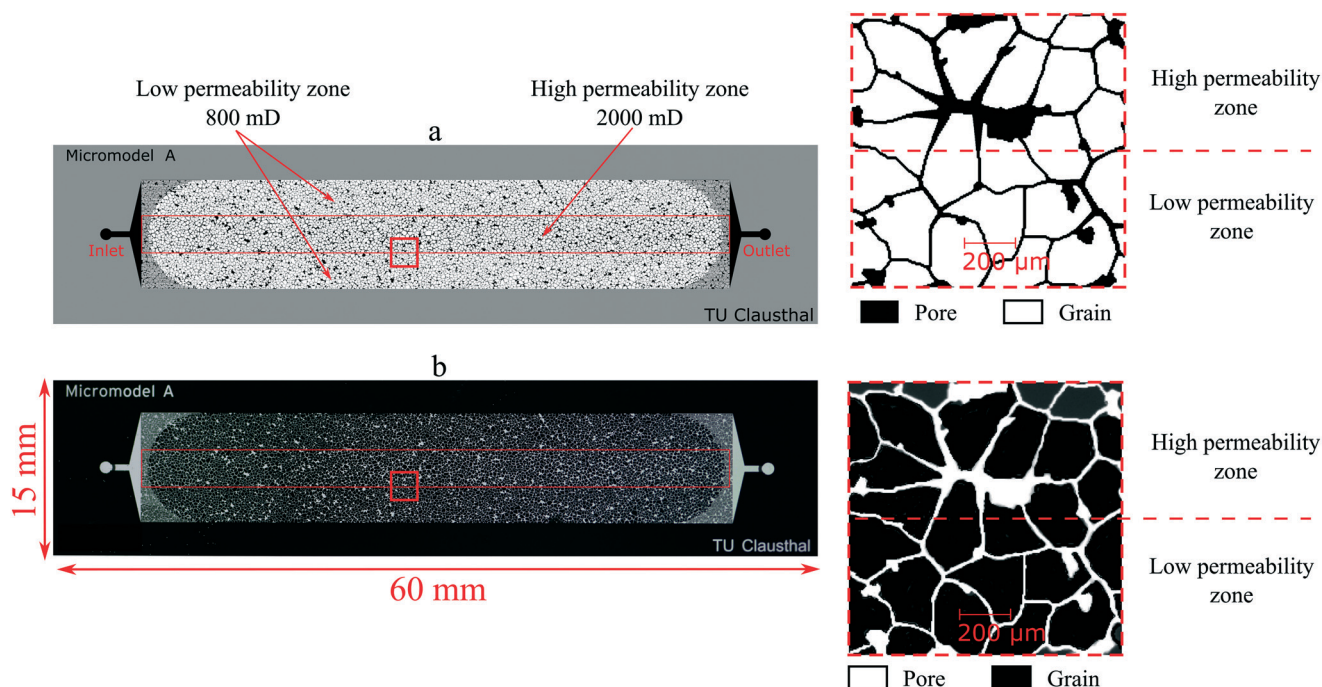 Low permeability zone
800 mD
High permeability zone
2000 mD
a
Micromodel A
Inlet
Outlet
TU Clausthal
High permeability
zone
Low permeability
zone
200 μm
Pore
Grain
b
Micromodel A
TU Clausthal
15 mm
60 mm
High permeability
zone
Low permeability
zone
200 μm
Pore
Grain